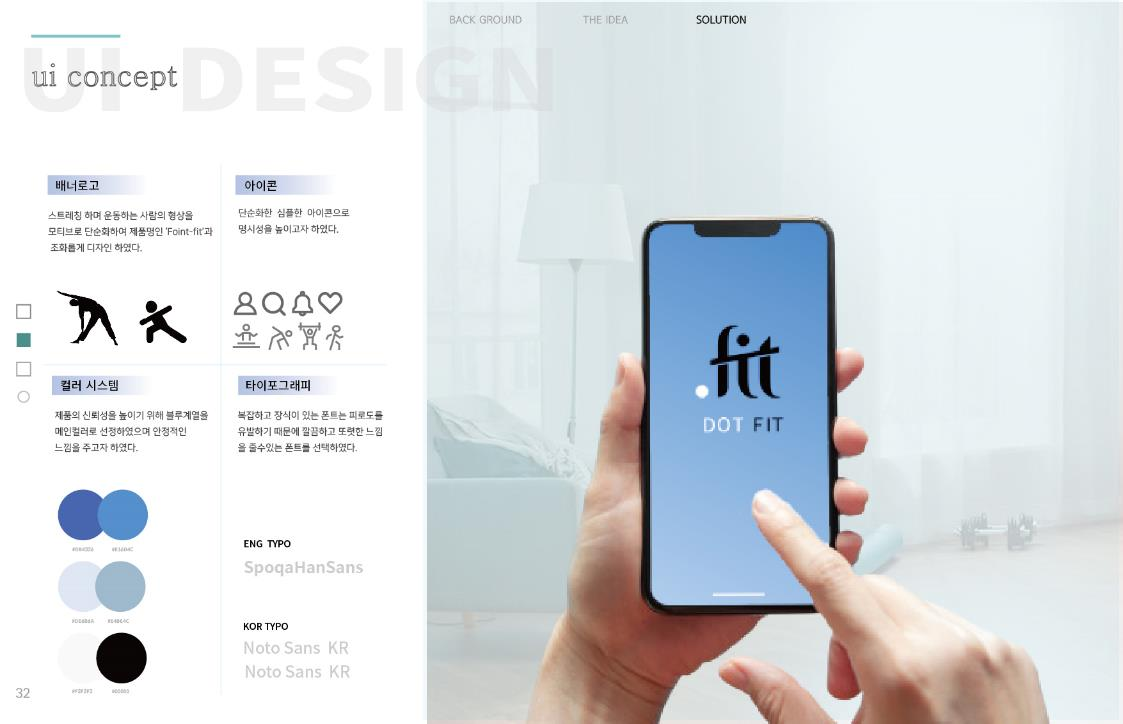 BACK GROUND
THE IDEA
SOLUTION
UI DESIGN
ui concept
배너로고
스트레칭 하며 운동하는 사람의 형상을
모티브로 단순화하여 제품명인 'Foint-fit'과
조화롭게 디자인 하였다.
아이콘
단순화한 심플한 아이콘으로
명시성을 높이고자 하였다.
컬러 시스템
제품의 신뢰성을 높이기 위해 블루계열을
메인컬러로 선정하였으며 안정적인
느낌을 주고자 하였다.
타이포그래피
복잡하고 장식이 있는 폰트는 피로도를
유발하기 때문에 깔끔하고 또렷한 느낌
을 줄수있는 폰트를 선택하였다.
ENG TYPO
SpoqaHanSans
KOR TYPO
Noto Sans KR
Noto Sans KR
32
fit
DOT FIT